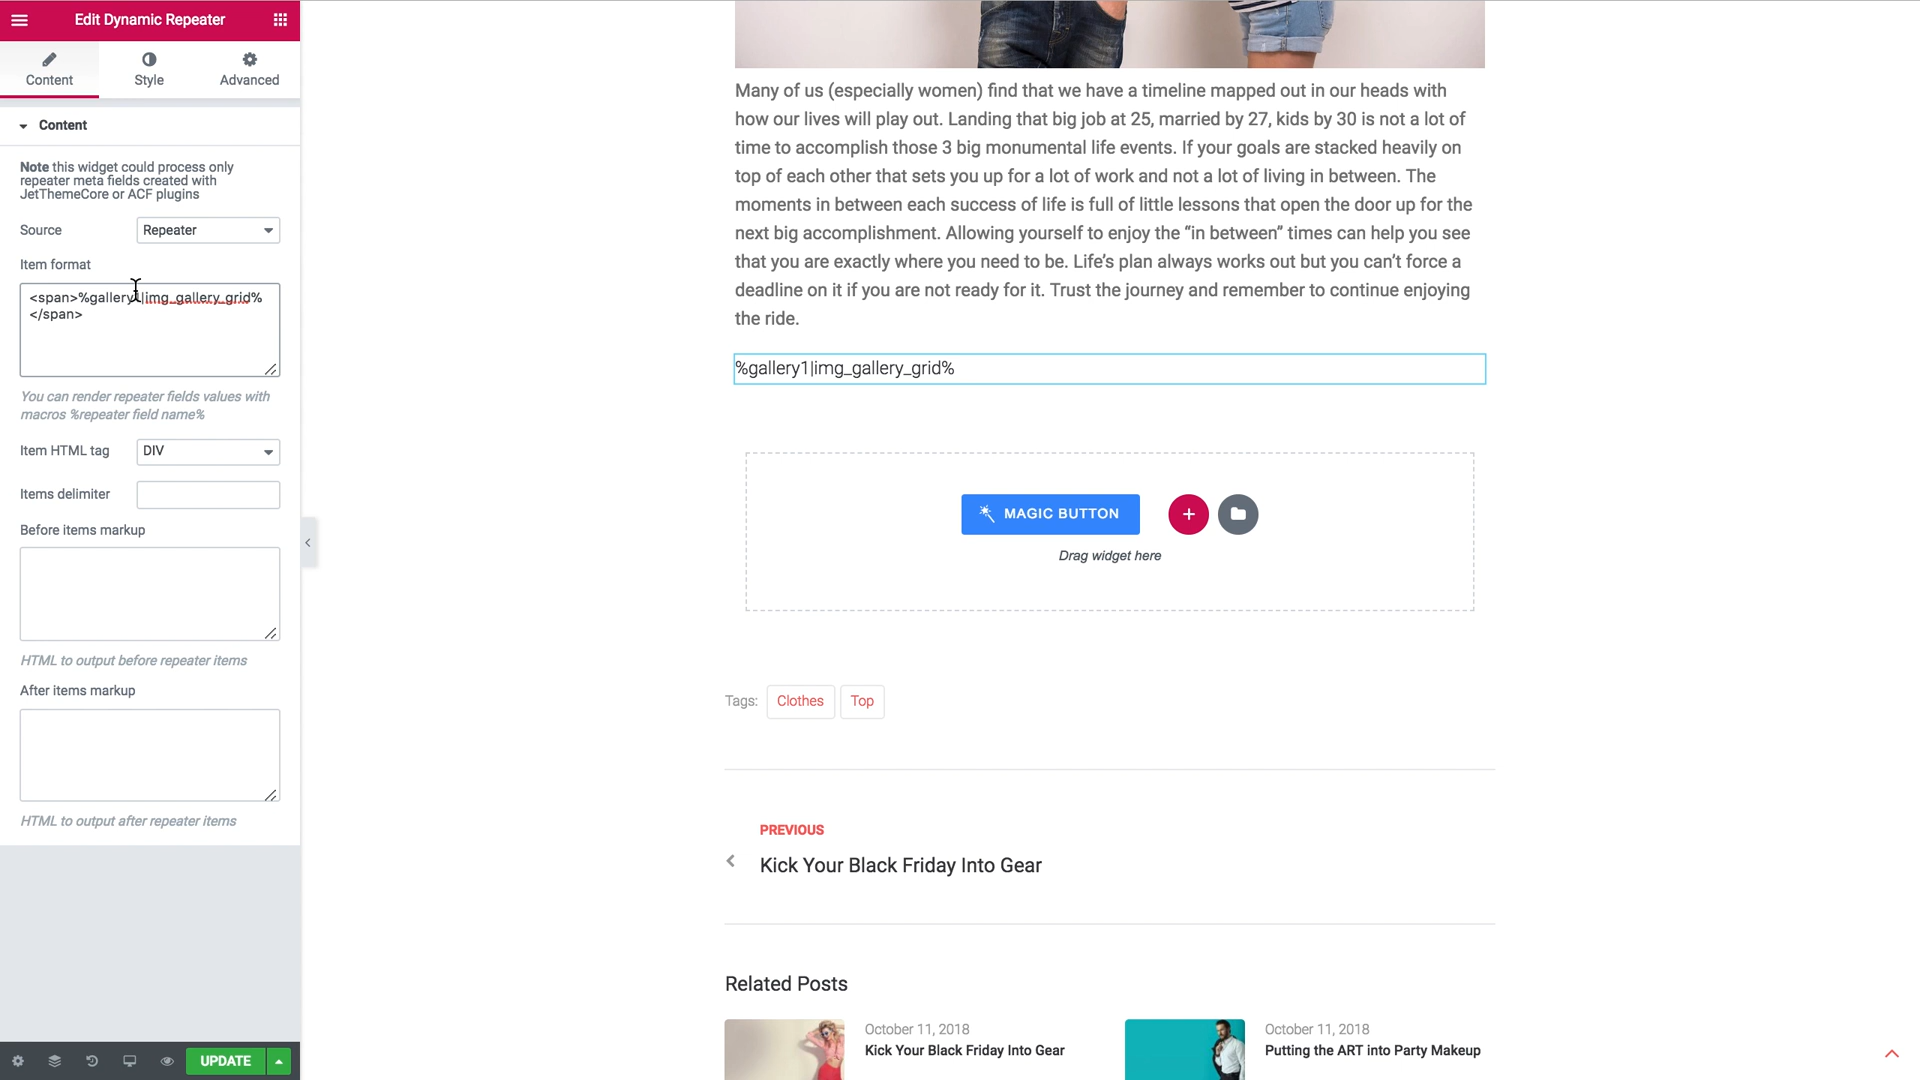 Edit Dynamic Repeater
Content
Style
Advanced
Content
Note this widget could process only
repeater meta fields created with
JetThemeCore or ACF plugins
Source
Repeater
Item format
<span>%gallery1|img_gallery_grid%
</span>
You can render repeater fields values with
macros %repeater field name%
Item HTML tag
DIV
Items delimiter
Before items markup
HTML to output before repeater items
After items markup
HTML to output after repeater items
UPDATE
Many of us (especially women) find that we have a timeline mapped out in our heads with
how our lives will play out. Landing that big job at 25, married by 27, kids by 30 is not a lot of
time to accomplish those 3 big monumental life events. If your goals are stacked heavily on
top of each other that sets you up for a lot of work and not a lot of living in between. The
moments in between each success of life is full of little lessons that open the door up for the
next big accomplishment. Allowing yourself to enjoy the “in between” times can help you see
that you are exactly where you need to be. Life’s plan always works out but you can’t force a
deadline on it if you are not ready for it. Trust the journey and remember to continue enjoying
the ride.
%gallery1|img_gallery_grid%
MAGIC BUTTON
Drag widget here
Tags:
Clothes
Top
PREVIOUS
Kick Your Black Friday Into Gear
Related Posts
October 11, 2018
Kick Your Black Friday Into Gear
October 11, 2018
Putting the ART into Party Makeup